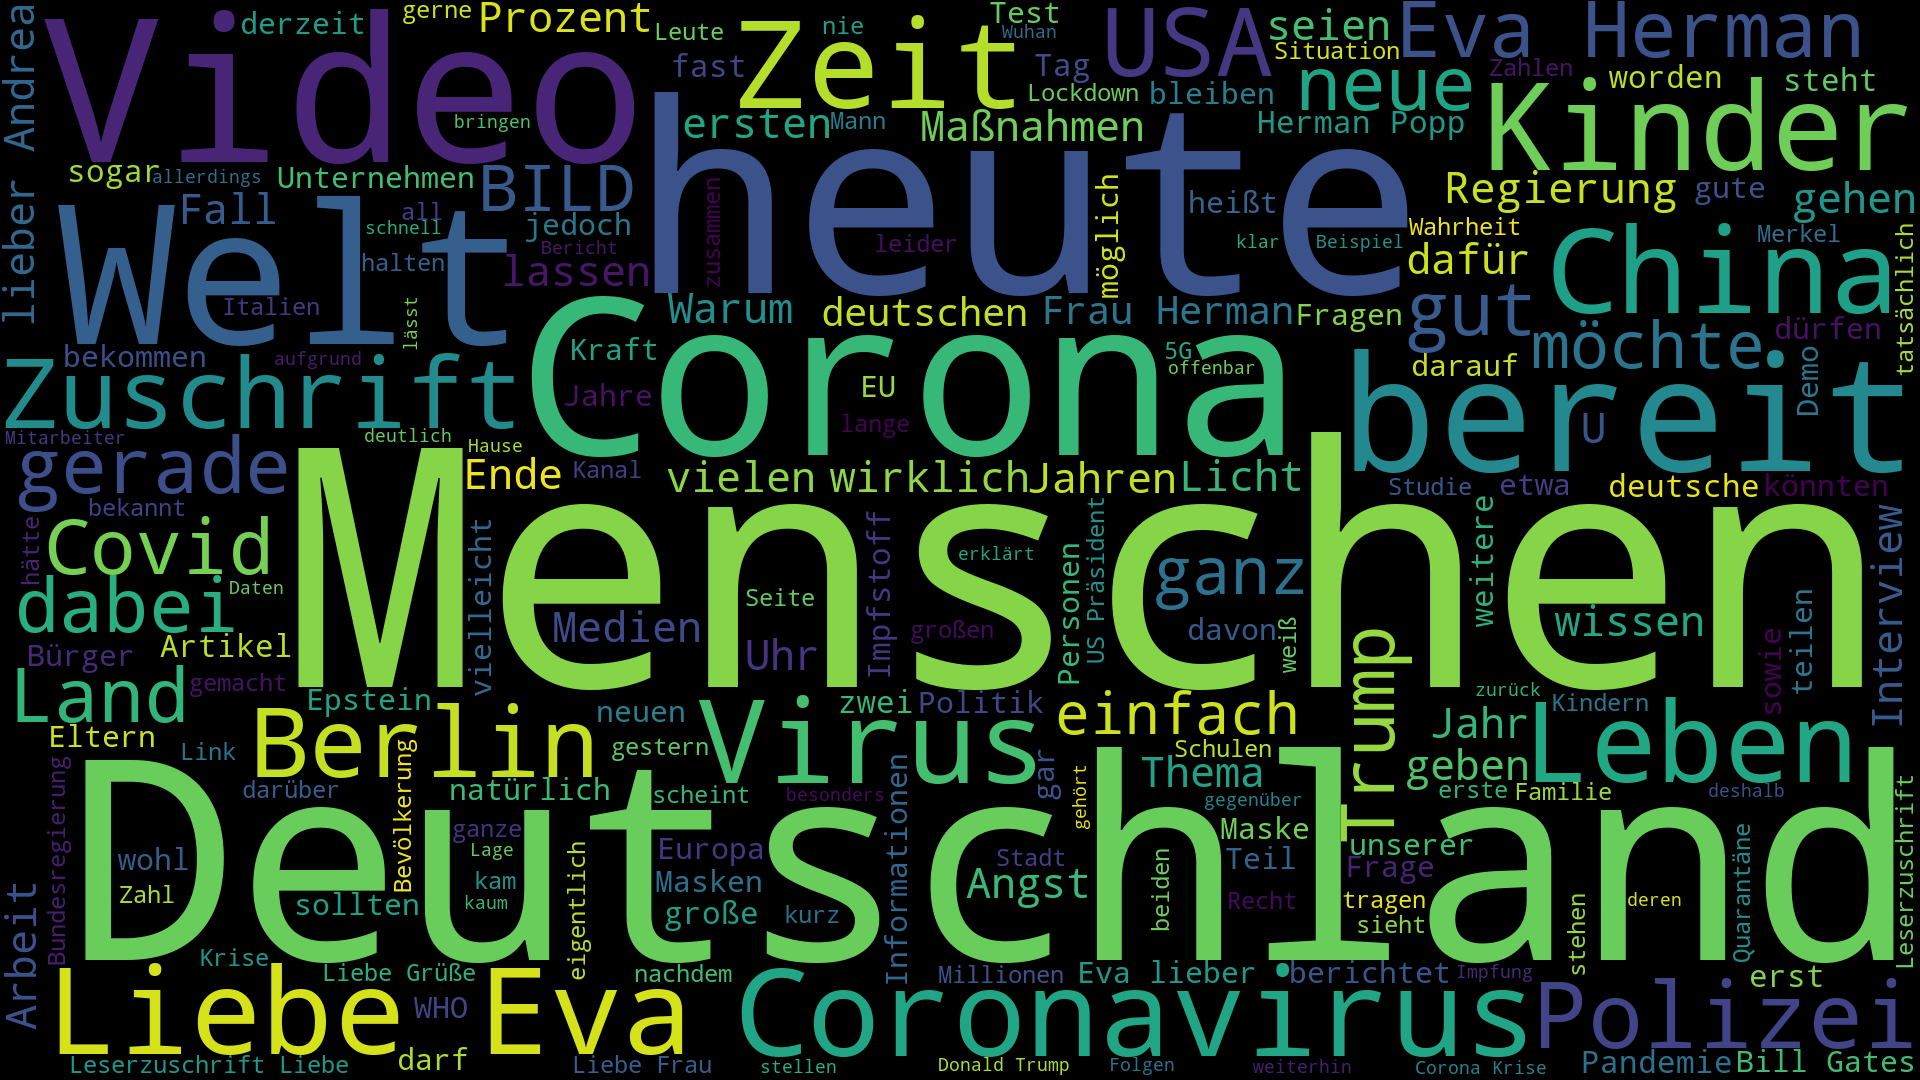 lieber Andrea
Video
derzeit
gerne
Prozent
Leute
bringen
fast
Zeit
nie
Test
Wuhan
Tag
USA
seien
Situation
Eva Herman
Lockdown
bleiben
neue
Zahlen
worden
steht
Kinder
ersten
Mann
Maßnahmen
Herman Popp
sogar
allerdings
Unternehmen
BILD
heute
Regierung
gute
gehen
Welt
Fall
all
schnell
jedoch
Bericht
zusammen
leider
möglich
heißt
klar
Beispiel
Wahrheit
Merkel
China
tatsächlich
halten
lassen
dafür
Italien
lässt
Corona
Warum
deutschen
Frau Herman
Fragen
gut
möchte
dürfen
bekommen
aufgrund
Kraft
5G
offenbar
darauf
Demo
Zuschrift
Jahre
EU
lange
bereit
U
Mitarbeiter
deutlich
Hause
gerade
Ende
Kanal
vielen
wirklich
Jahren
Licht
Studie
etwa
deutsche
könnten
bekannt
Menschen
Covid
hätte
vielleicht
Impfstoff
erklärt
Personen
US Präsident
ganz
weitere
Interview
dabei
Daten
Seite
Medien
großen
davon
weiß
wissen
teilen
sowie
Artikel
Bürger
Uhr
Land
gemacht
Epstein
neuen
zwei
Politik
einfach
Trump
zurück
Kindern
Berlin
Virus
Jahr
Leben
Eltern
Link
gestern
Schulen
gar
Thema
geben
Bundesregierung
darüber
Bevölkerung
natürlich
scheint
besonders
Informationen
gehört
gegenüber
erste
Familie
deshalb
Leserzuschrift
Deutschland
ganze
Maske
unserer
wohl
Lage
Europa
Stadt
Teil
Frage
Quarantäne
Zahl
kam
eigentlich
Masken
Angst
beiden
Recht
tragen
deren
Arbeit
sollten
kaum
große
kurz
sieht
stehen
Krise
Liebe Grüße
nachdem
Millionen
Eva lieber
berichtet
Impfung
erst
Liebe
WHO
Eva
Coronavirus
Polizei
Leserzuschrift Liebe
darf
Liebe Frau
stellen
Donald Trump
Folgen
weiterhin
Corona Krise
Pandemie
Bill Gates